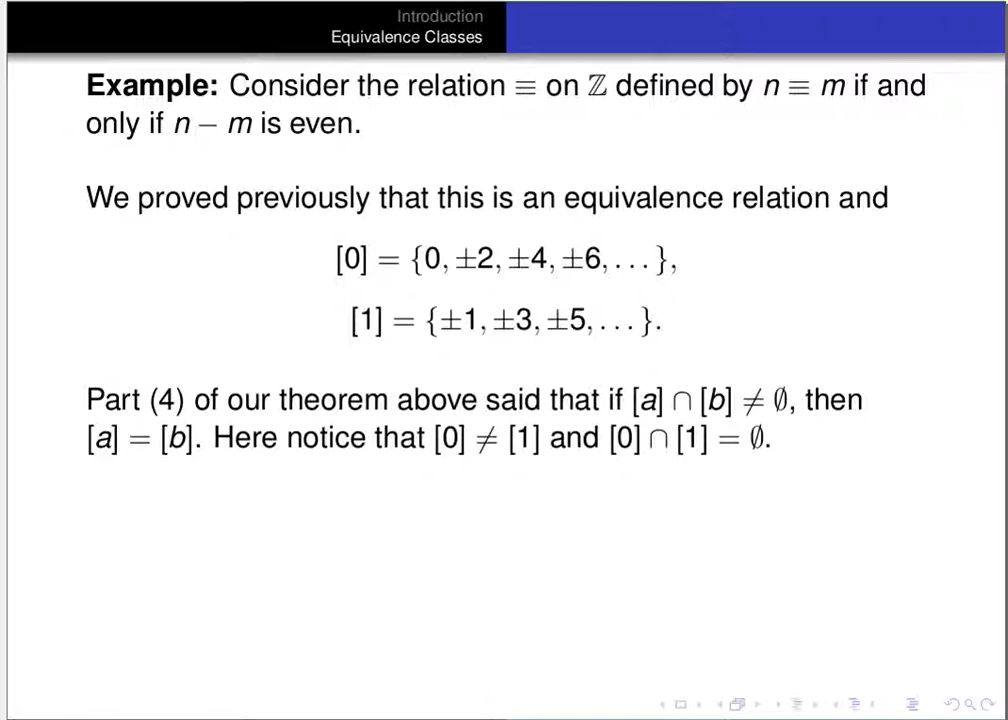 Introduction
Equivalence Classes
Example: Consider the relation ≡ on ℤ defined by n ≡ m if and
only if n − m is even.
We proved previously that this is an equivalence relation and
[0] = {0, ±2, ±4, ±6, . . . },
[1] = {±1, ±3, ±5, . . . }.
Part (4) of our theorem above said that if [a] ∩ [b] ≠ ∅, then
[a] = [b]. Here notice that [0] ≠ [1] and [0] ∩ [1] = ∅.